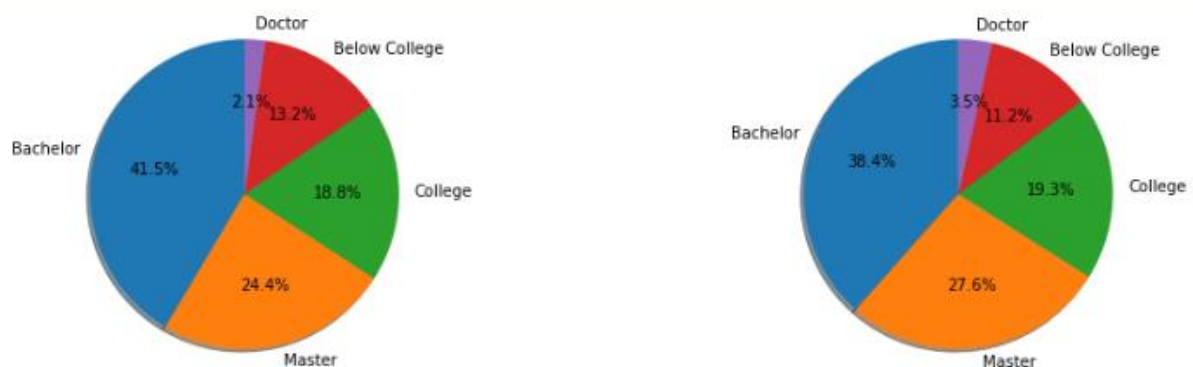 Doctor
Below College
2.1%
13.2%
Bachelor
41.5%
18.8%
College
24.4%
Master
Doctor
Below College
3.5%
11.2%
Bachelor
38.4%
19.3%
College
27.6%
Master